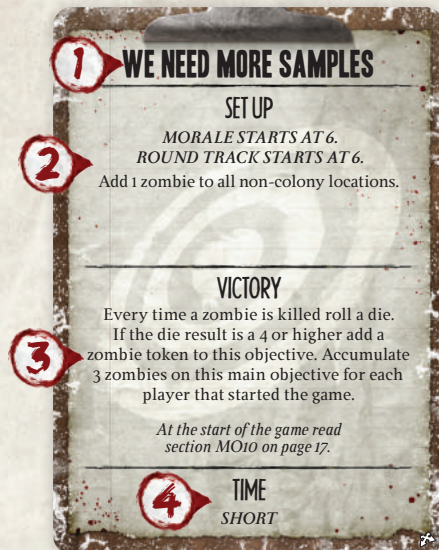 1 WE NEED MORE SAMPLES
SET UP
MORALE STARTS AT 6.
ROUND TRACK STARTS AT 6.
2
Add 1 zombie to all non-colony locations.
VICTORY
Every time a zombie is killed roll a die.
If the die result is a 4 or higher add a
3 zombie token to this objective. Accumulate
3 zombies on this main objective for each
player that started the game.
At the start of the game read
section MO10 on page 17.
4 TIME
SHORT